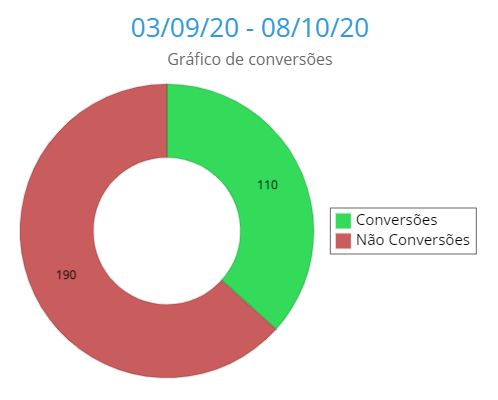 03/09/20 - 08/10/20
Gráfico de conversões
110
Conversões
Não Conversões
190